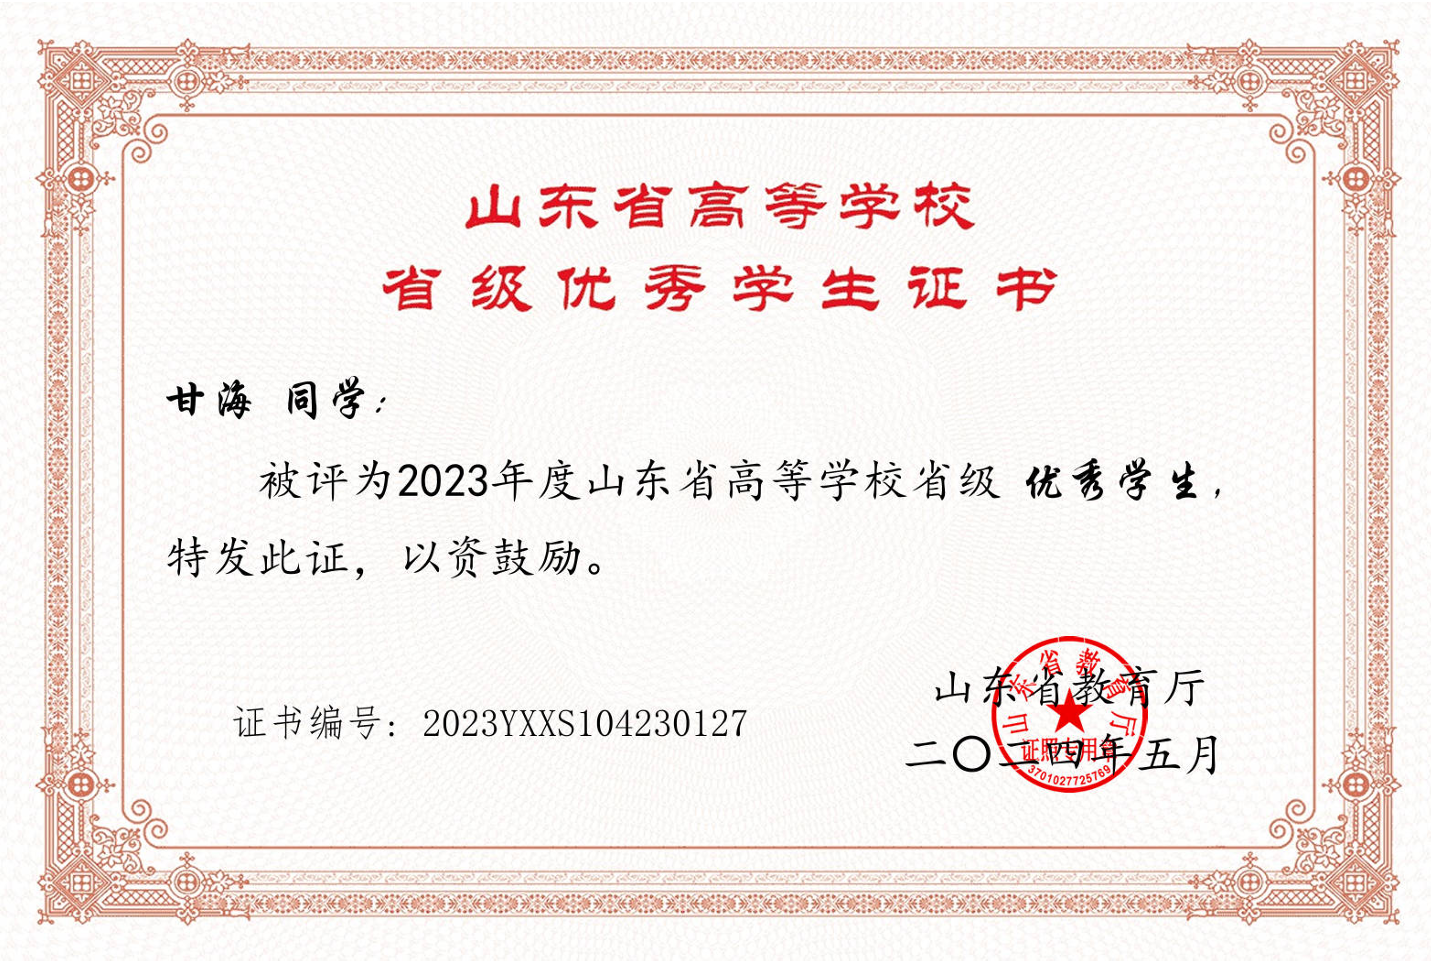 山东省高等学校
省级优秀学生证书
甘海 同学：
被评为2023年度山东省高等学校省级 优秀学生，
特发此证，以资鼓励。
山东省教育厅
证书编号：2023YXXS104230127
二〇二四年五月
山东省教育厅
证照专用章
3701027725769